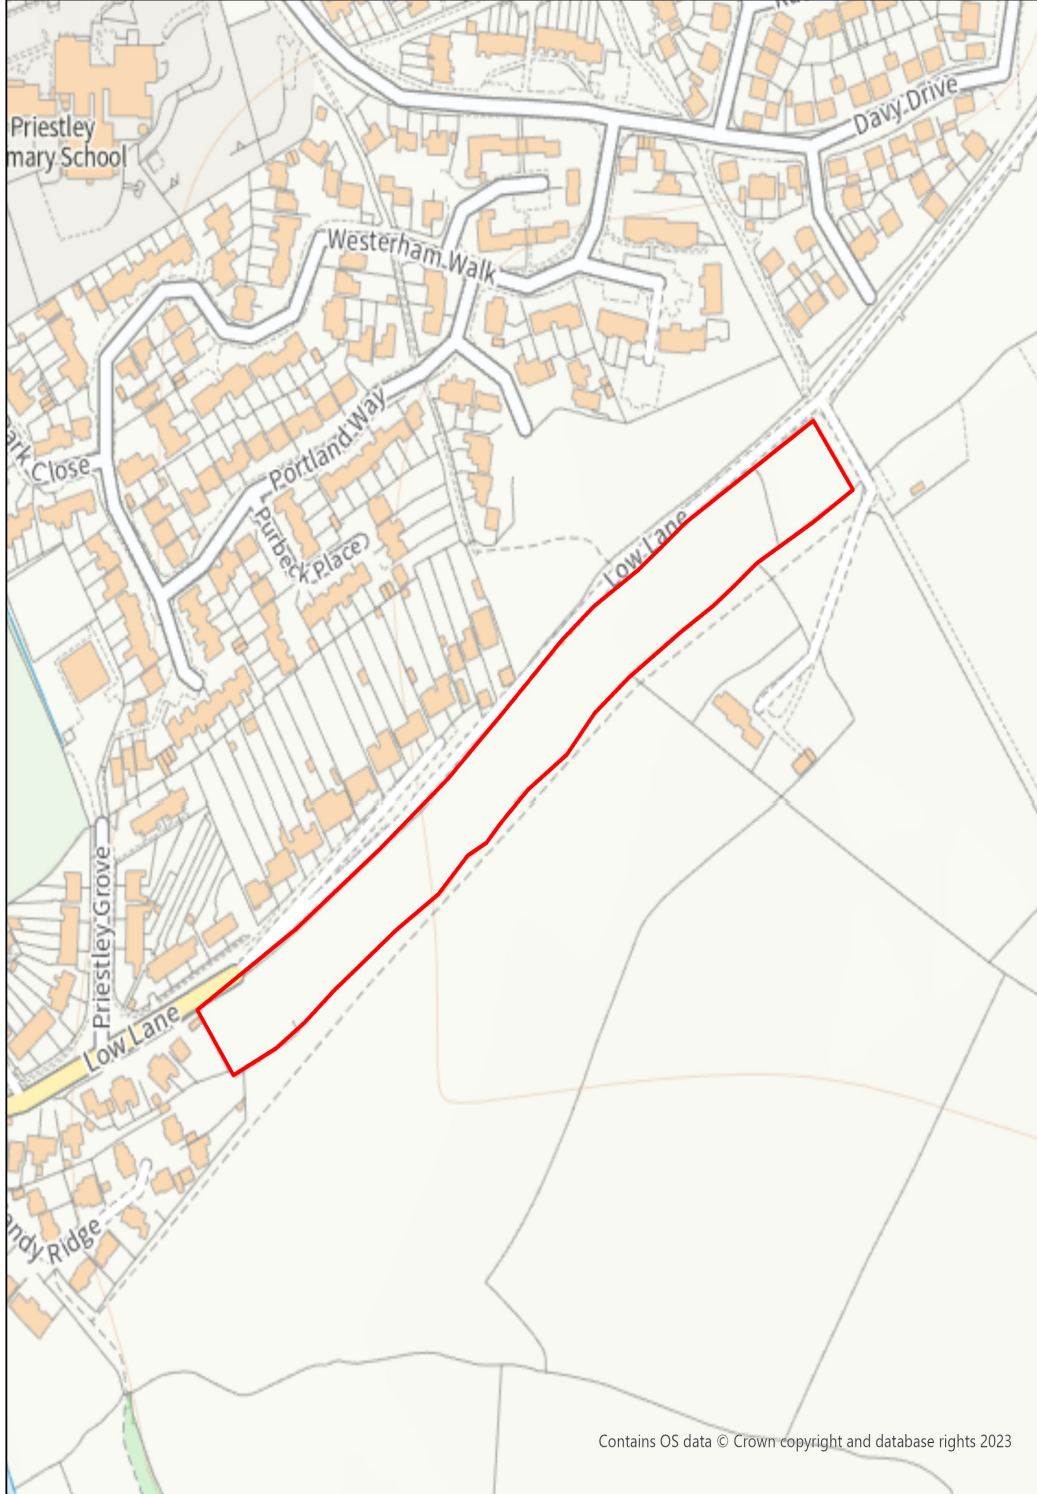 Davy Drive
Priestley
mary School
Westerham Walk
Portland Way
ark Close
Purbeck Place
Low Lane
Priestley Grove
Low Lane
andy Ridge
Contains OS data © Crown copyright and database rights 2023